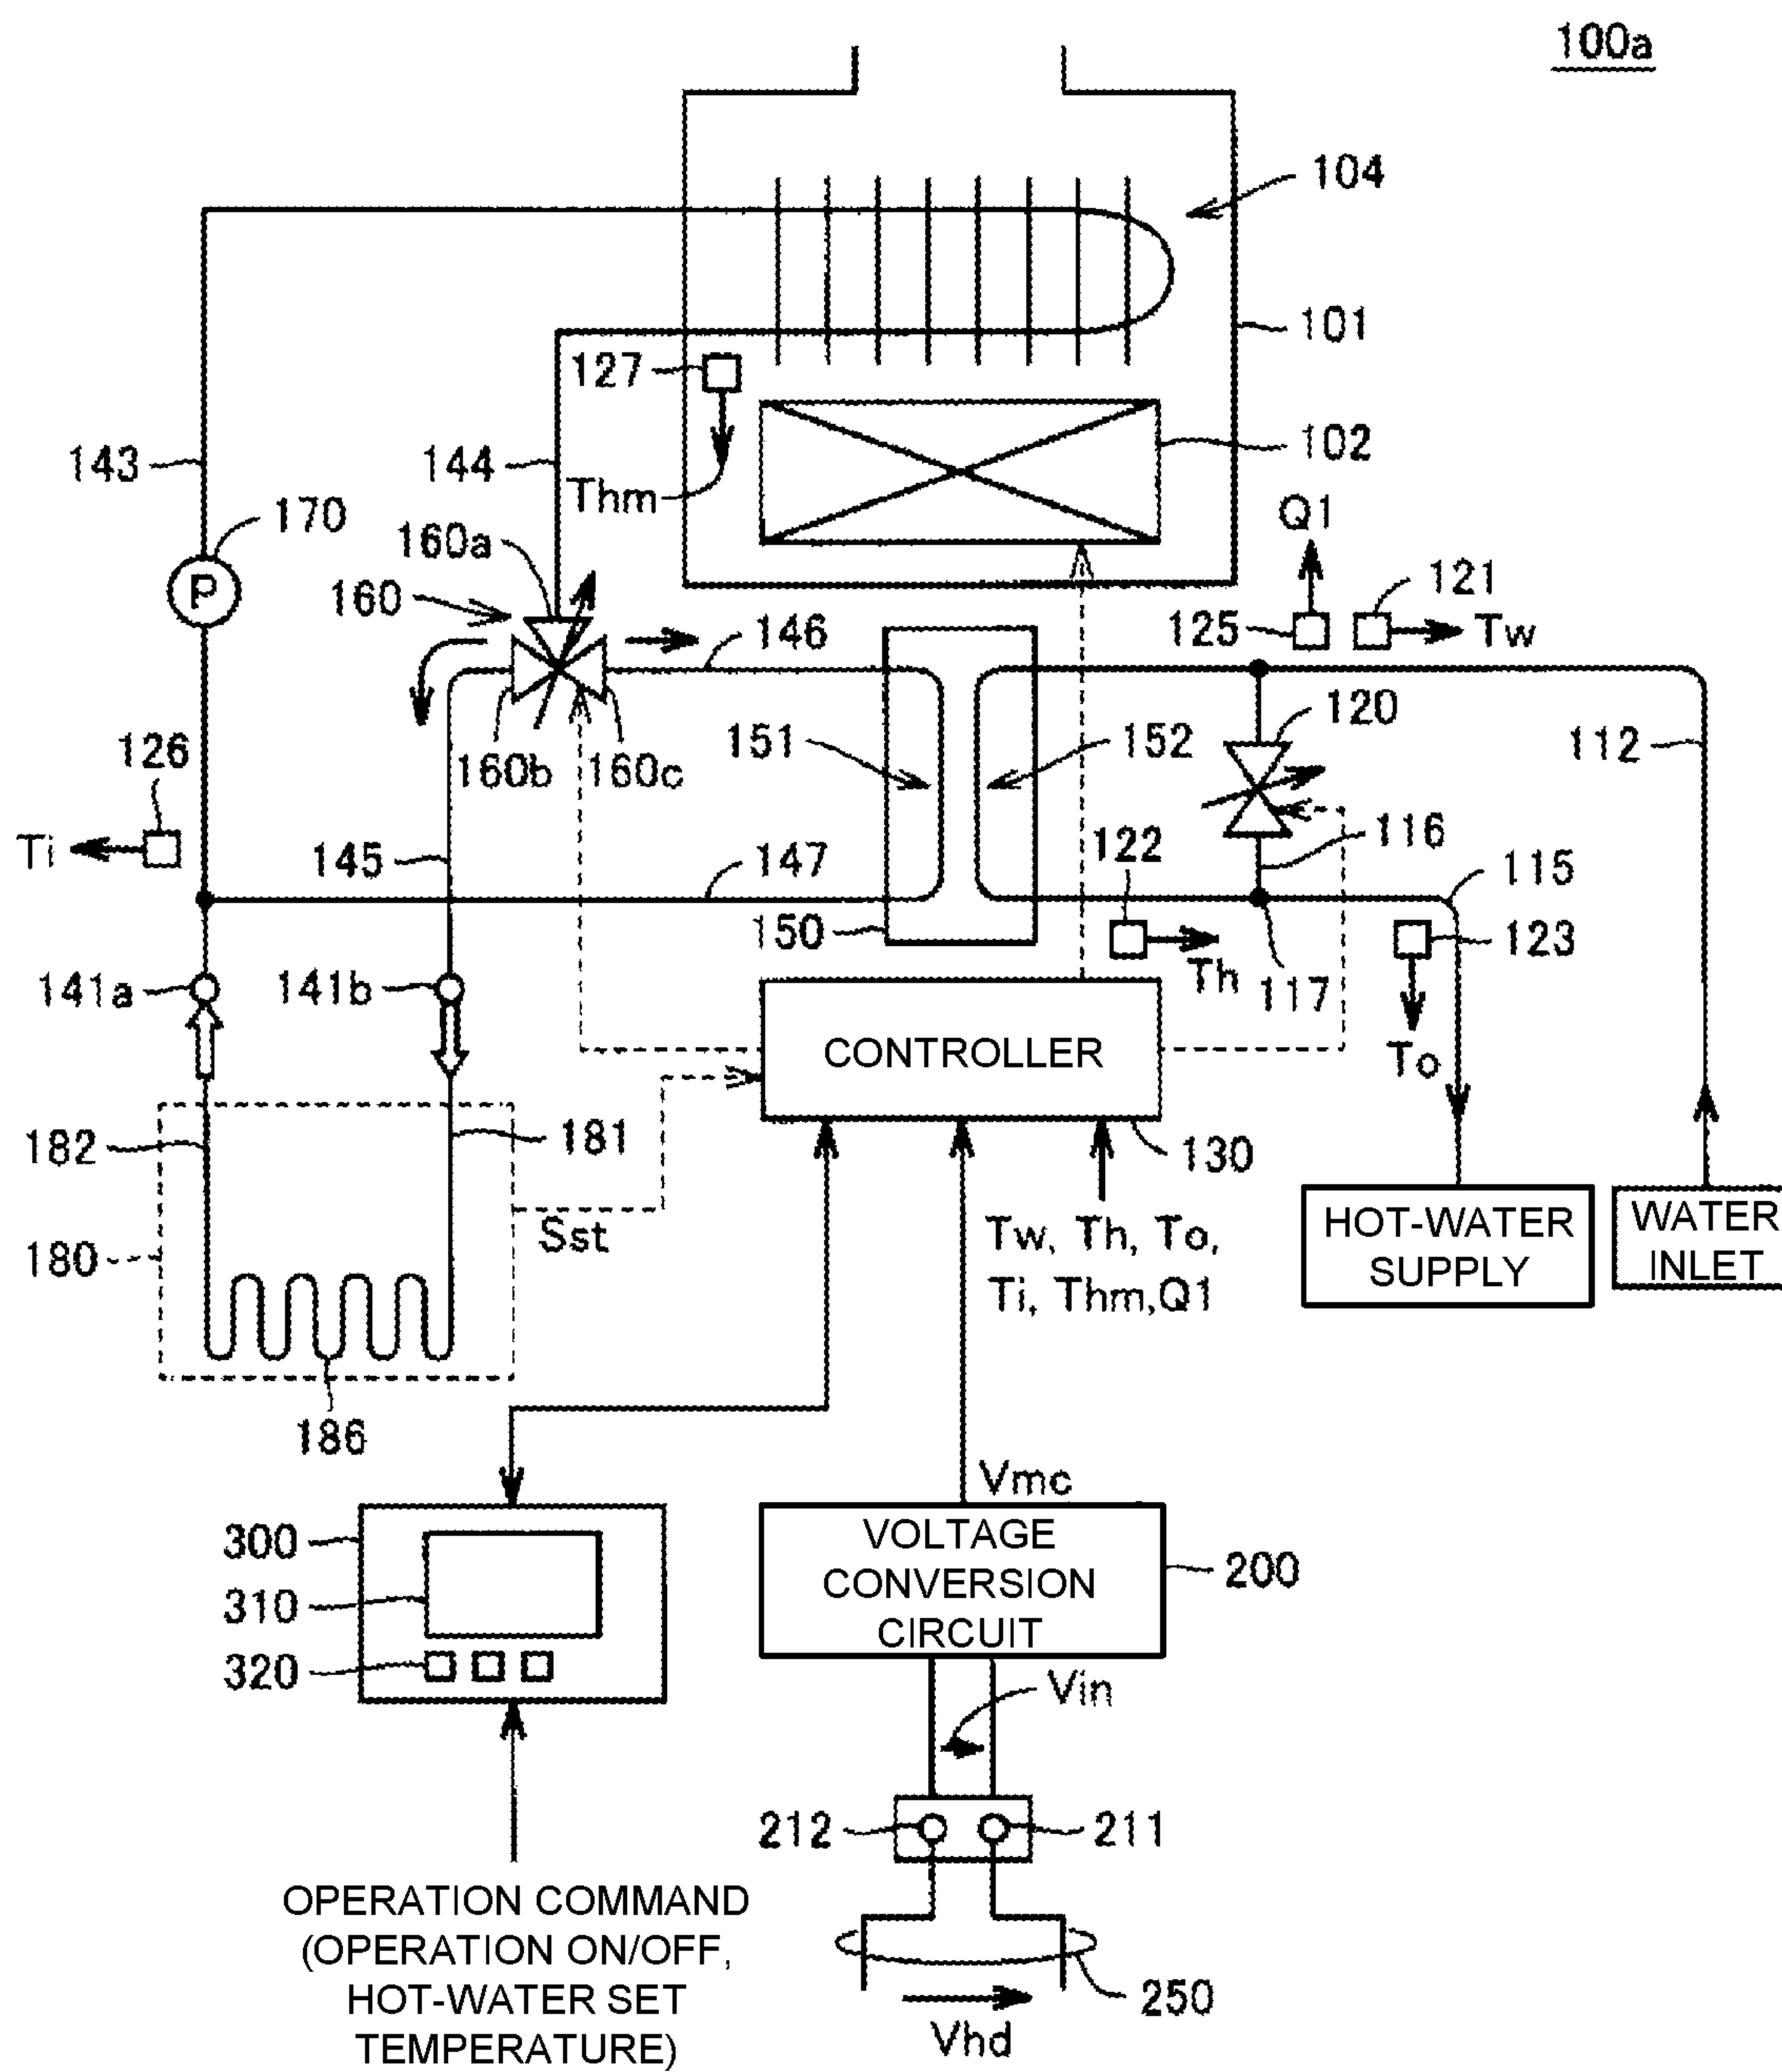 100a
104
101
127
102
143
144
Thm
Q1
170
160a
P
160
121
125
Tw
146
120
126
160b
160c
151
152
112
Ti
145
147
122
116
115
150
123
141a
141b
Th
117
CONTROLLER
To
182
181
130
180
Sst
Tw, Th, To,
Ti, Thm,Q1
HOT-WATER
SUPPLY
WATER
INLET
186
Vmc
300
310
320
VOLTAGE
CONVERSION
CIRCUIT
200
Vin
212
211
OPERATION COMMAND
(OPERATION ON/OFF,
HOT-WATER SET
TEMPERATURE)
250
Vhd